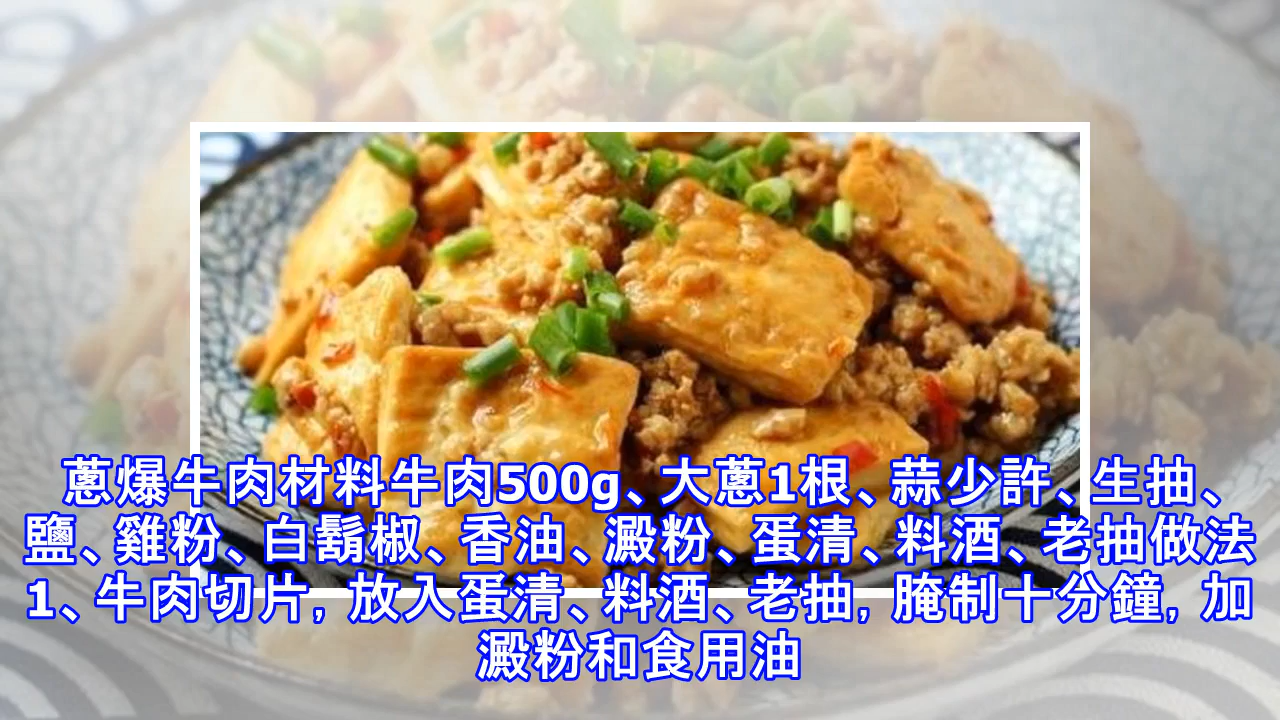 蔥爆牛肉材料牛肉500g、大蔥1根、蒜少許、生抽、
鹽、雞粉、白鬍椒、香油、澱粉、蛋清、料酒、老抽做法
1、牛肉切片, 放入蛋清、料酒、老抽, 腌制十分鐘, 加
澱粉和食用油